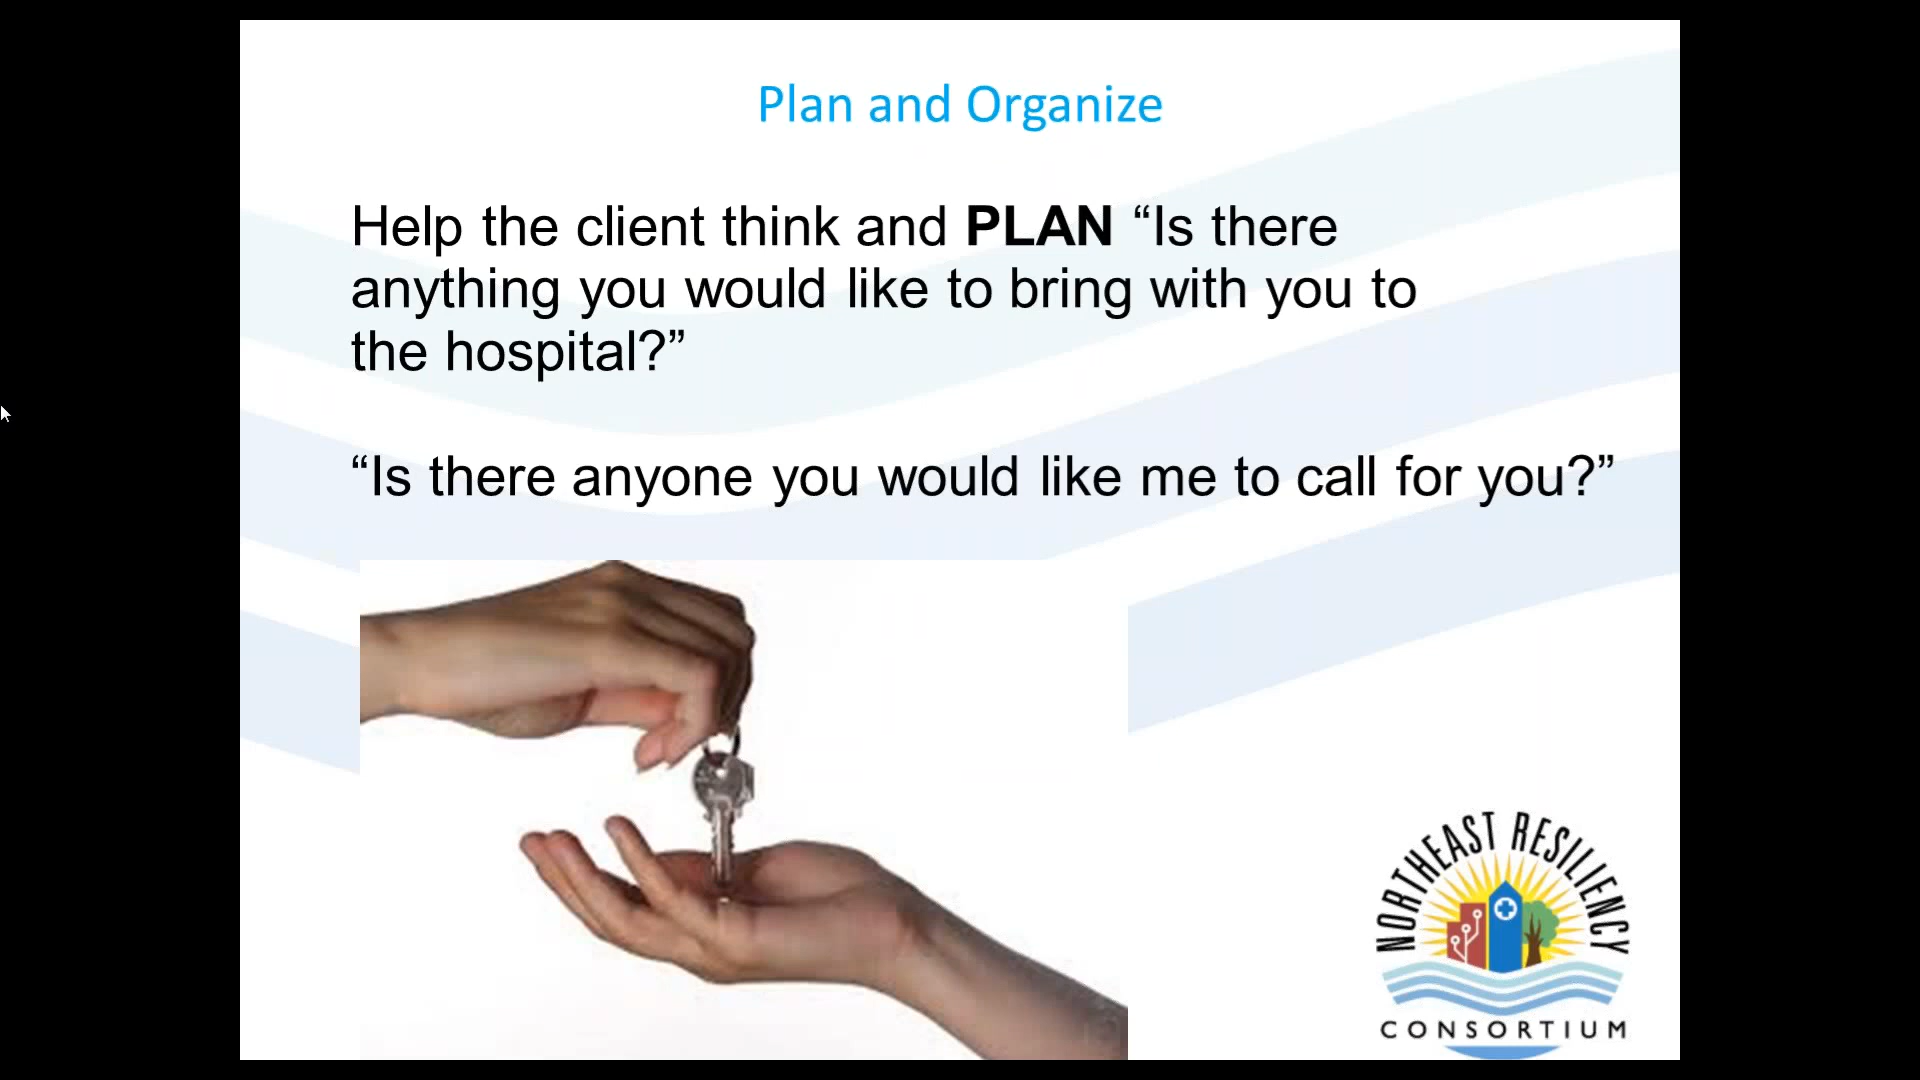 Plan and Organize
Help the client think and PLAN “Is there
anything you would like to bring with you to
the hospital?”
“Is there anyone you would like me to call for you?”
NORTHEAST RESILIENCY
CONSORTIUM